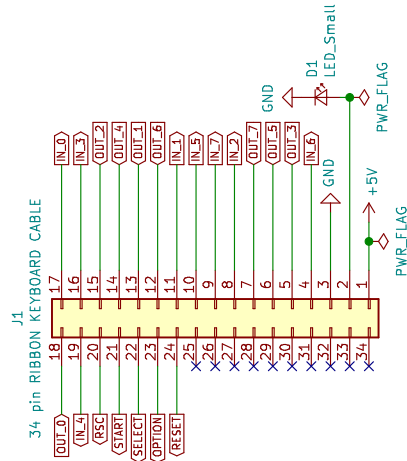 J1
34 pin RIBBON KEYBOARD CABLE
IN_0
IN_3
OUT_2
OUT_4
OUT_1
OUT_6
IN_1
IN_5
IN_7
IN_2
OUT_7
OUT_5
OUT_3
IN_6
GND
D1
LED_Small
GND
PWR_FLAG
+5V
PWR_FLAG
17
16
15
14
13
12
11
10
9
8
7
6
5
4
3
2
1
18
19
20
21
22
23
24
25
26
27
28
29
30
31
32
33
34
OUT_0
IN_4
RSC
START
SELECT
OPTION
RESET